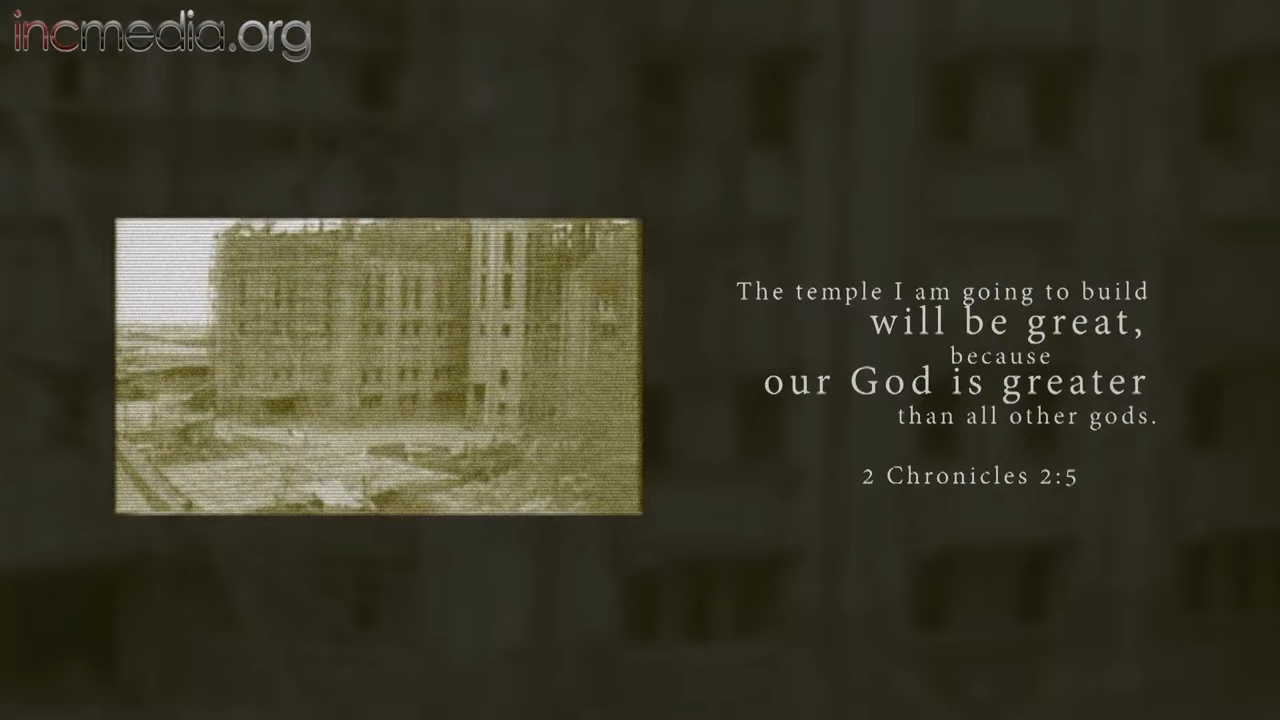 incmedia.org
The temple I am going to build
will be great,
because
our God is greater
than all other gods.
2 Chronicles 2:5